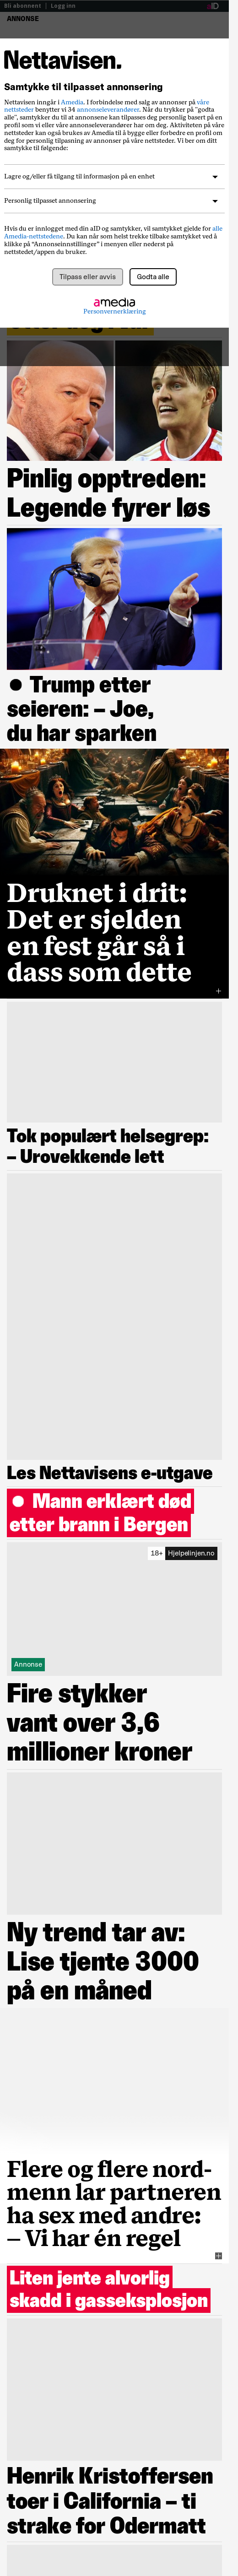 Bli abonnent | Logg inn
aID
ANNONSE
Nettavisen.
Samtykke til tilpasset annonsering
Nettavisen inngår i Amedia. I forbindelse med salg av annonser på våre
nettsteder benytter vi 34 annonseleverandører. Når du trykker på "godta
alle", samtykker du til at annonsene kan tilpasses deg personlig basert på en
profil som vi eller våre annonseleverandører har om deg. Aktiviteten på våre
nettsteder kan også brukes av Amedia til å bygge eller forbedre en profil om
deg for personlig tilpasning av annonser på våre nettsteder. Vi ber om ditt
samtykke til følgende:
Lagre og/eller få tilgang til informasjon på en enhet
Personlig tilpasset annonsering
Hvis du er innlogget med din aID og samtykker, vil samtykket gjelde for alle
Amedia-nettstedene. Du kan når som helst trekke tilbake samtykket ved å
klikke på "Annonseinnstillinger" i menyen eller nederst på
nettstedet/appen du bruker.
Tilpass eller avvis
Godta alle
amedia
Personvernerklæring
Pinlig opptreden:
Legende fyrer løs
● Trump etter
seieren: – Joe,
du har sparken
Druknet i drit:
Det er sjelden
en fest går så i
dass som dette
+
Tok populært helsegrep:
– Urovekkende lett
Les Nettavisens e-utgave
● Mann erklært død
etter brann i Bergen
18+ Hjelpelinjen.no
Annonse
Fire stykker
vant over 3,6
millioner kroner
Ny trend tar av:
Lise tjente 3000
på en måned
Flere og flere nord-
menn lar partneren
ha sex med andre:
– Vi har én regel
Liten jente alvorlig
skadd i gasseksplosjon
Henrik Kristoffersen
toer i California – ti
strake for Odermatt